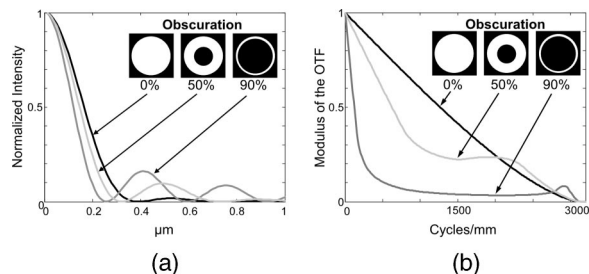 Obscuration
0% 50% 90%
Normalized Intensity
1
0.5
0
0 0.2 0.4 0.6 0.8 1
µm
(a)
Obscuration
0% 50% 90%
Modulus of the OTF
1
0.5
0
0 1500 3000
Cycles/mm
(b)